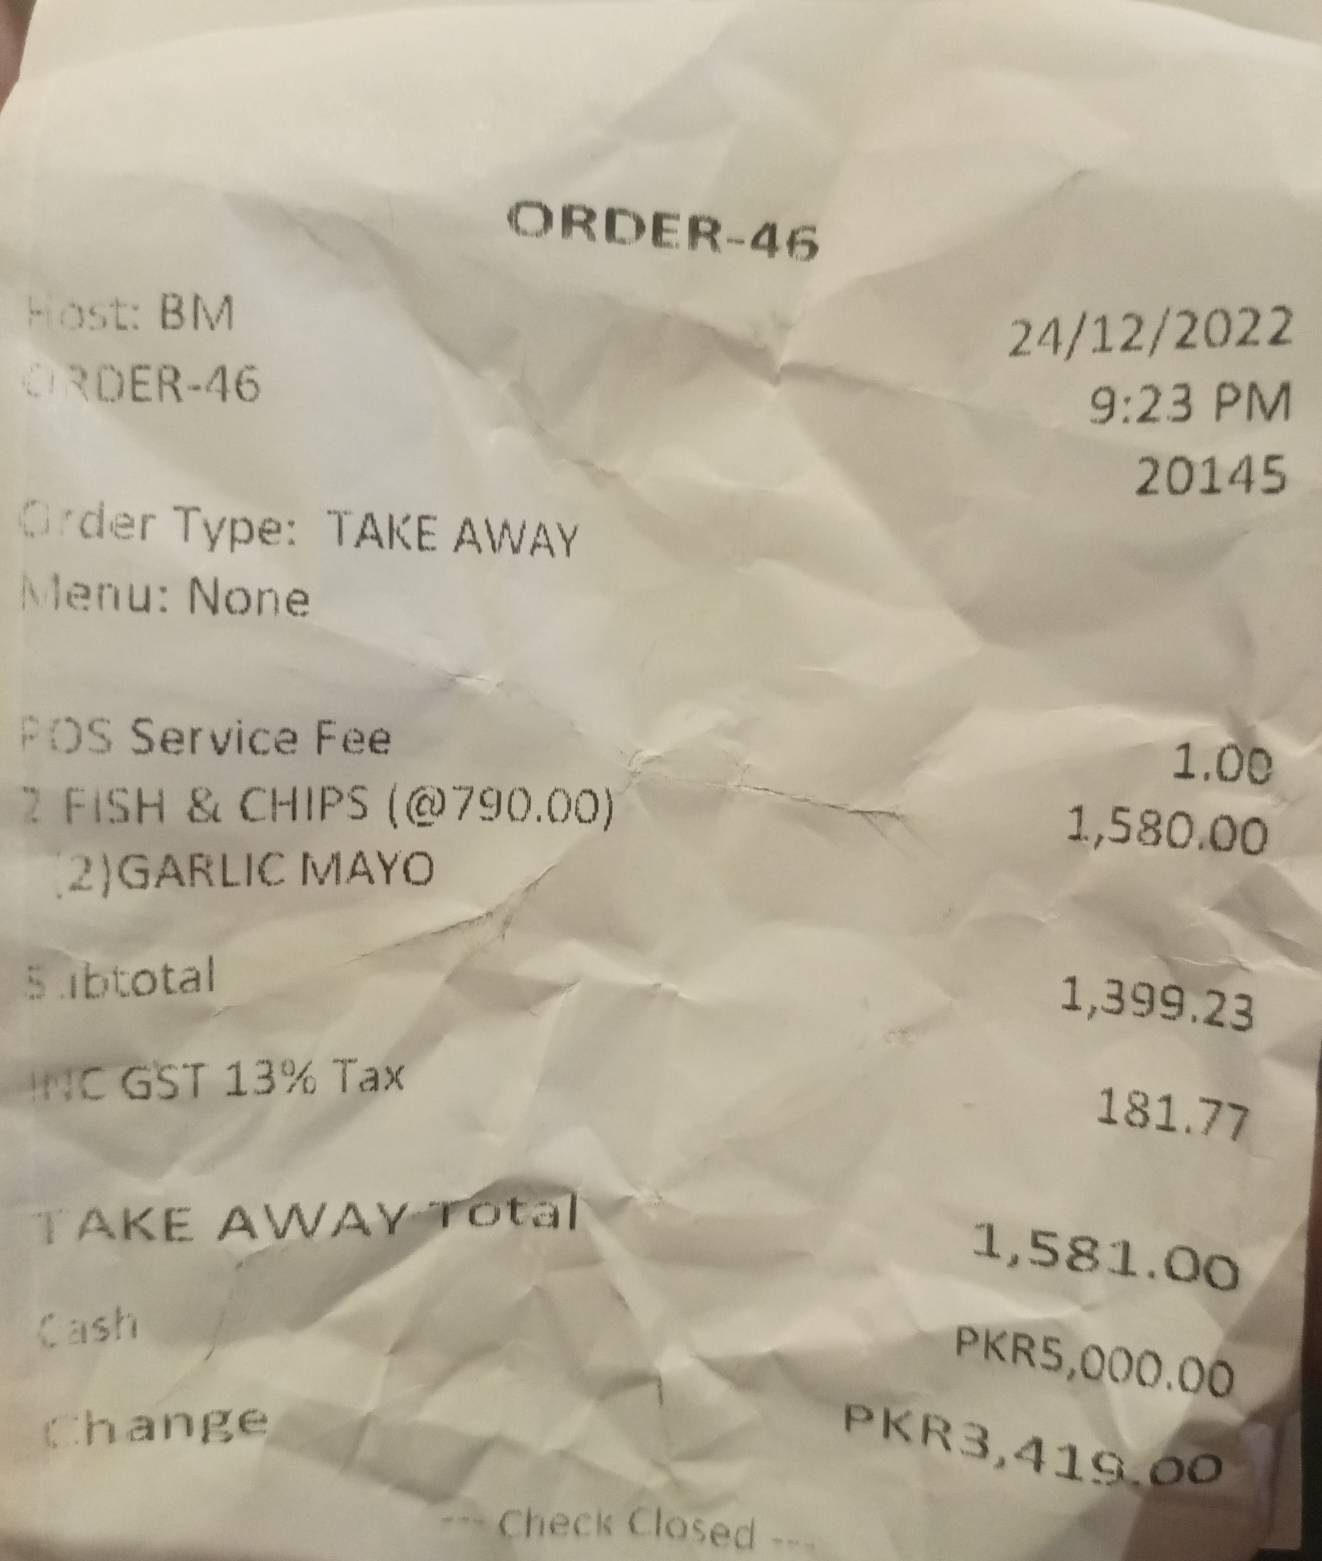 ORDER-46
Host: BM
24/12/2022
ORDER-46
9:23 PM
20145
Order Type: TAKE AWAY
Menu: None
POS Service Fee 1.00
2 FISH & CHIPS (@790.00) 1,580.00
(2)GARLIC MAYO
Subtotal 1,399.23
INC GST 13% Tax 181.77
TAKE AWAY Total 1,581.00
Cash PKR5,000.00
Change PKR3,419.00
--- Check Closed ---